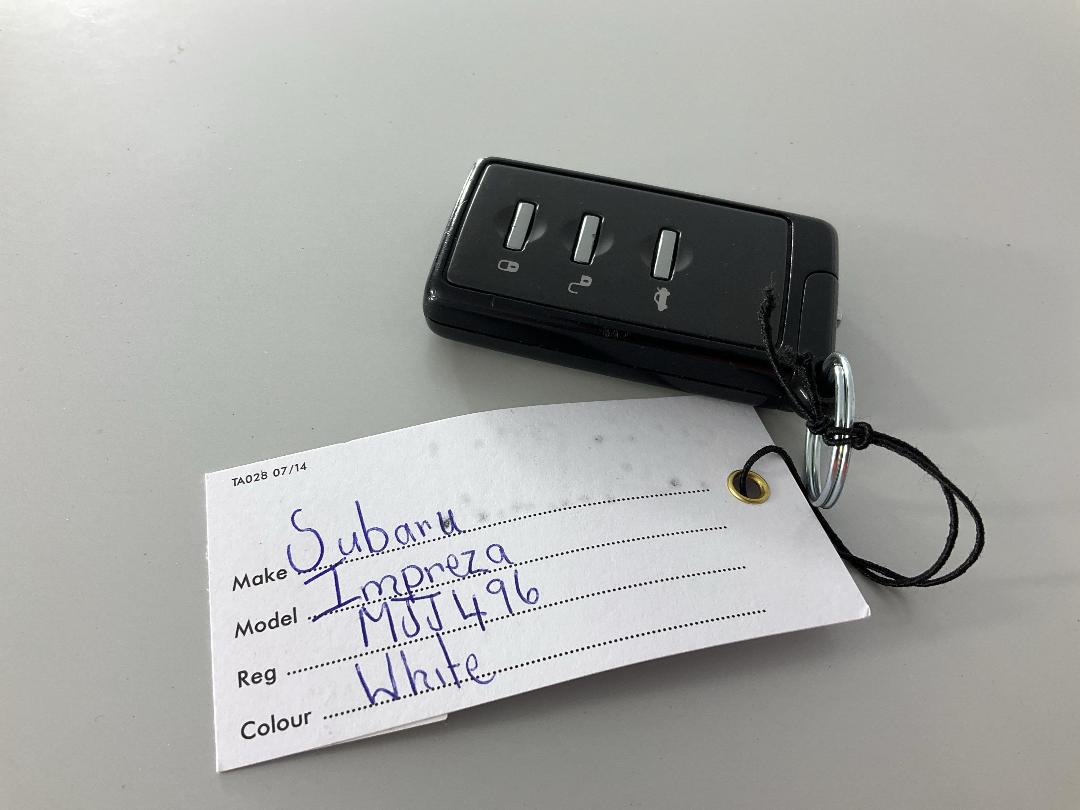 TA028 07/14
Make Subaru
Model Impreza
Reg MJJ496
Colour White